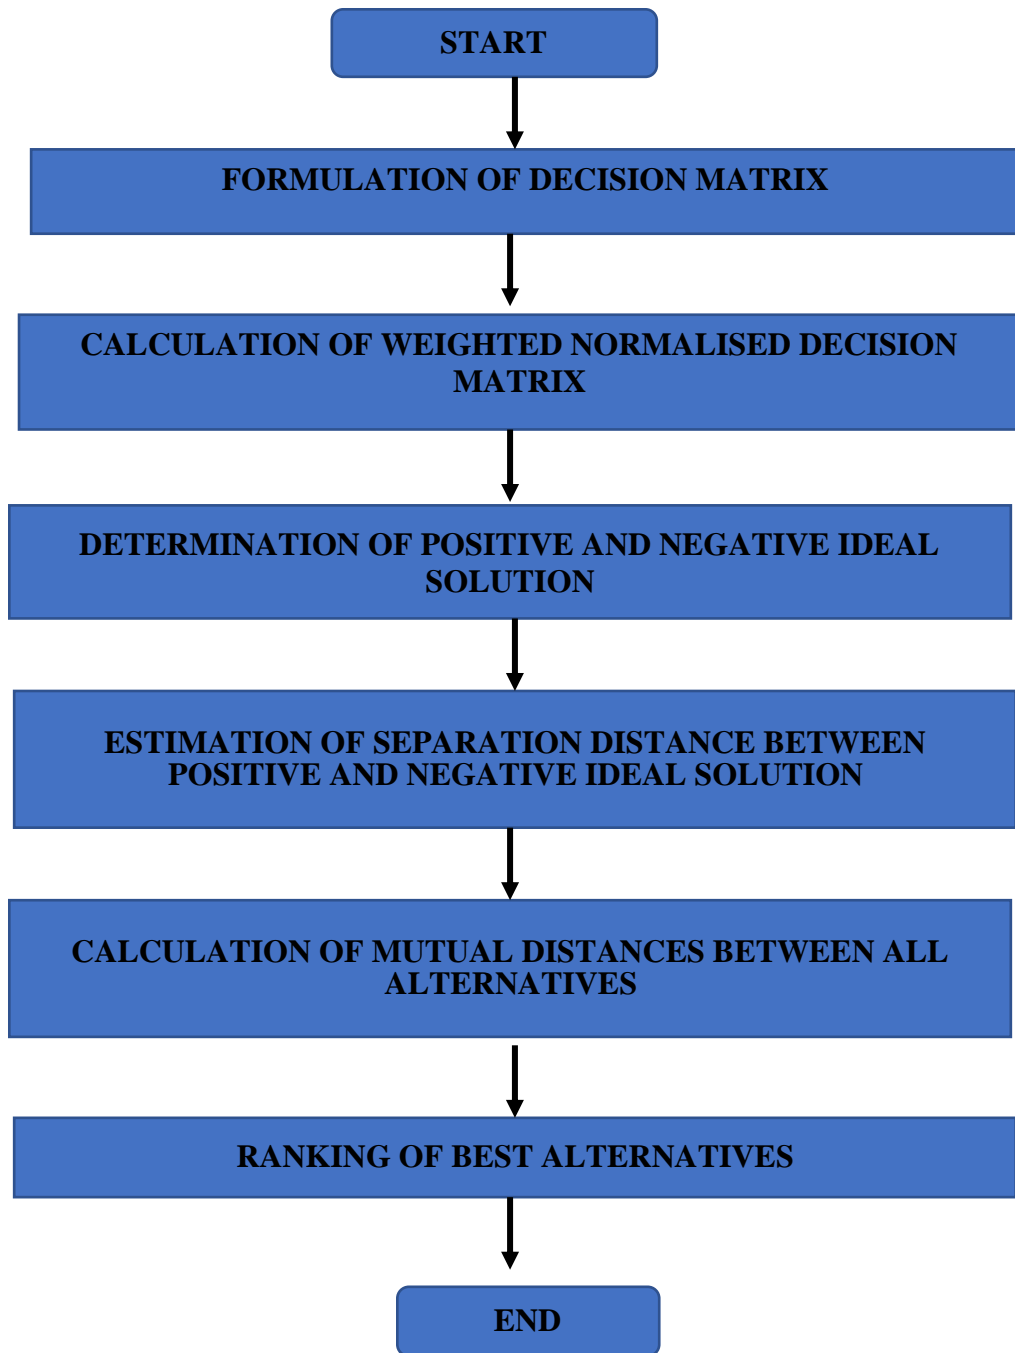 START
FORMULATION OF DECISION MATRIX
CALCULATION OF WEIGHTED NORMALISED DECISION
MATRIX
DETERMINATION OF POSITIVE AND NEGATIVE IDEAL
SOLUTION
ESTIMATION OF SEPARATION DISTANCE BETWEEN
POSITIVE AND NEGATIVE IDEAL SOLUTION
CALCULATION OF MUTUAL DISTANCES BETWEEN ALL
ALTERNATIVES
RANKING OF BEST ALTERNATIVES
END